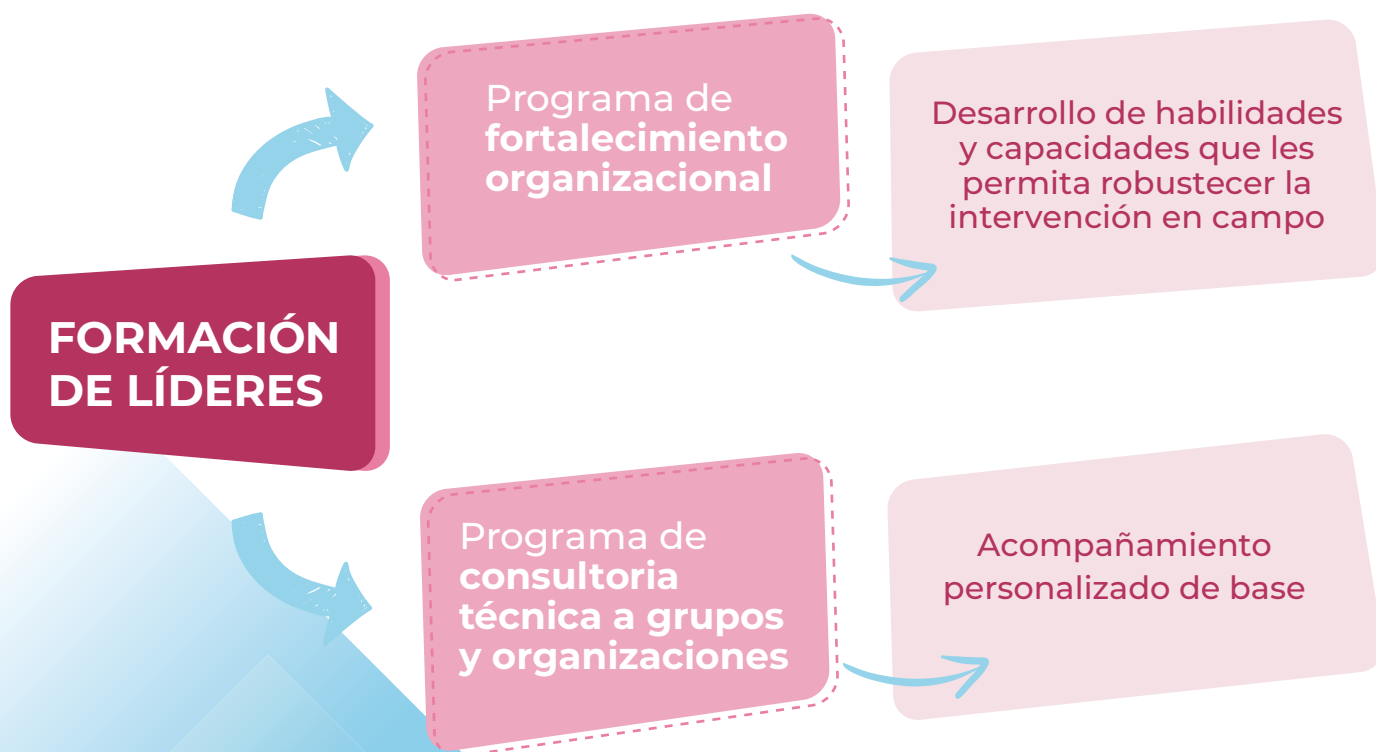 FORMACIÓN
DE LÍDERES
Programa de
fortalecimiento
organizacional
Desarrollo de habilidades
y capacidades que les
permita robustecer la
intervención en campo
Programa de
consultoria
técnica a grupos
y organizaciones
Acompañamiento
personalizado de base